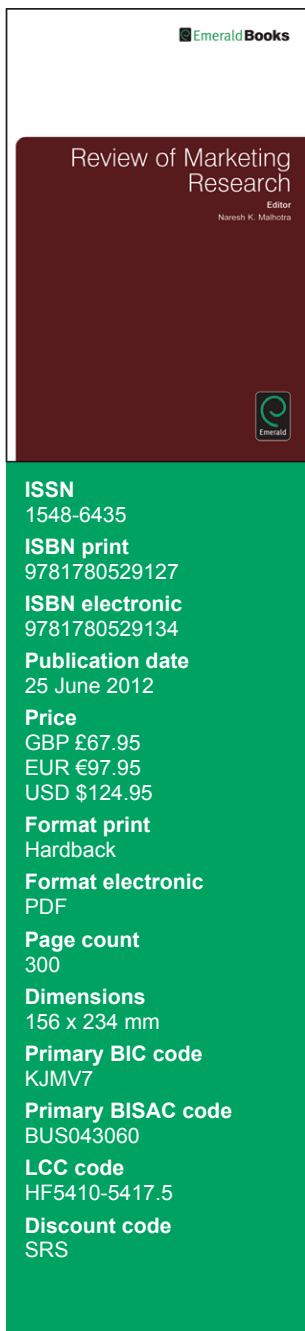 Emerald Books
Review of Marketing
Research
Editor
Naresh K. Malhotra
Emerald
ISSN
1548-6435
ISBN print
9781780529127
ISBN electronic
9781780529134
Publication date
25 June 2012
Price
GBP £67.95
EUR €97.95
USD $124.95
Format print
Hardback
Format electronic
PDF
Page count
300
Dimensions
156 x 234 mm
Primary BIC code
KJMV7
Primary BISAC code
BUS043060
LCC code
HF5410-5417.5
Discount code
SRS